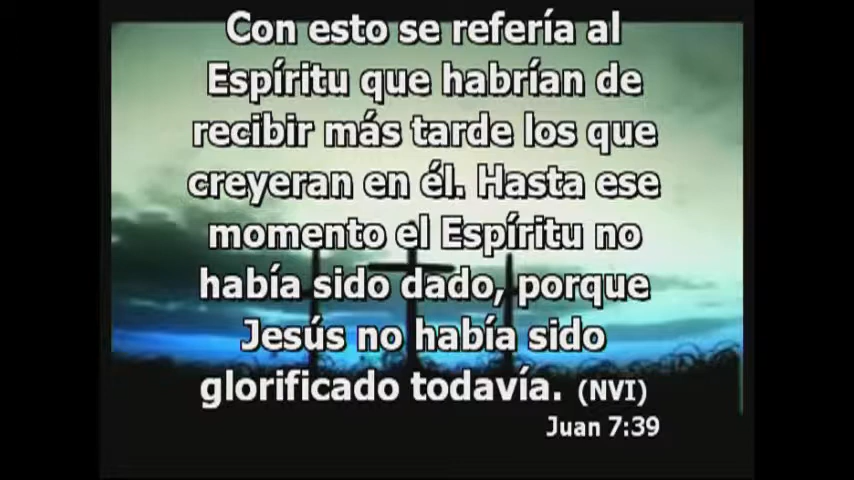 Con esto se refería al
Espíritu que habrían de
recibir más tarde los que
creyeran en él. Hasta ese
momento el Espíritu no
había sido dado, porque
Jesús no había sido
glorificado todavía. (NVI)
Juan 7:39